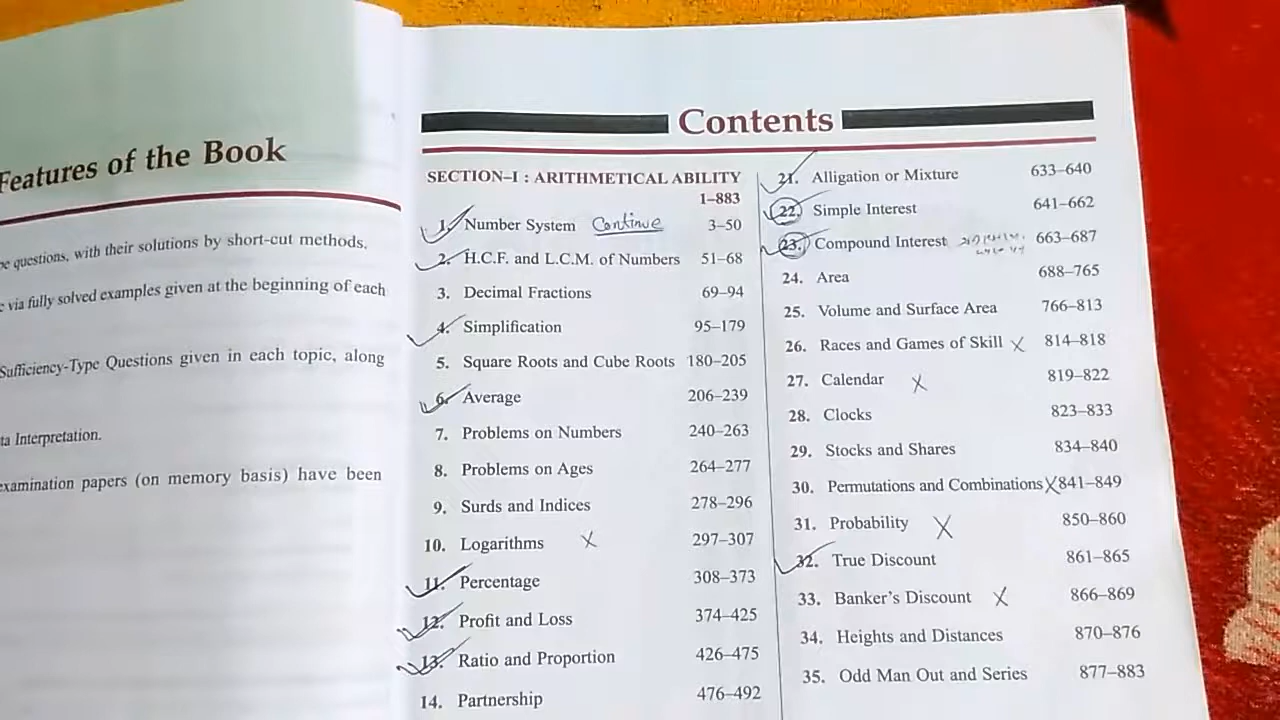 Features of the Book
questions, with their solutions by short-cut methods.
via fully solved examples given at the beginning of each
Sufficiency-Type Questions given in each topic, along
Interpretation.
examination papers (on memory basis) have been
Contents
SECTION–I : ARITHMETICAL ABILITY
1–883
1. Number System Continue 3–50
2. H.C.F. and L.C.M. of Numbers 51–68
3. Decimal Fractions 69–94
4. Simplification 95–179
5. Square Roots and Cube Roots 180–205
6. Average 206–239
7. Problems on Numbers 240–263
8. Problems on Ages 264–277
9. Surds and Indices 278–296
10. Logarithms X 297–307
11. Percentage 308–373
12. Profit and Loss 374–425
13. Ratio and Proportion 426–475
14. Partnership 476–492
21. Alligation or Mixture 633–640
22. Simple Interest 641–662
23. Compound Interest 663–687
24. Area 688–765
25. Volume and Surface Area 766–813
26. Races and Games of Skill X 814–818
27. Calendar X 819–822
28. Clocks 823–833
29. Stocks and Shares 834–840
30. Permutations and Combinations X 841–849
31. Probability X 850–860
32. True Discount 861–865
33. Banker's Discount X 866–869
34. Heights and Distances 870–876
35. Odd Man Out and Series 877–883